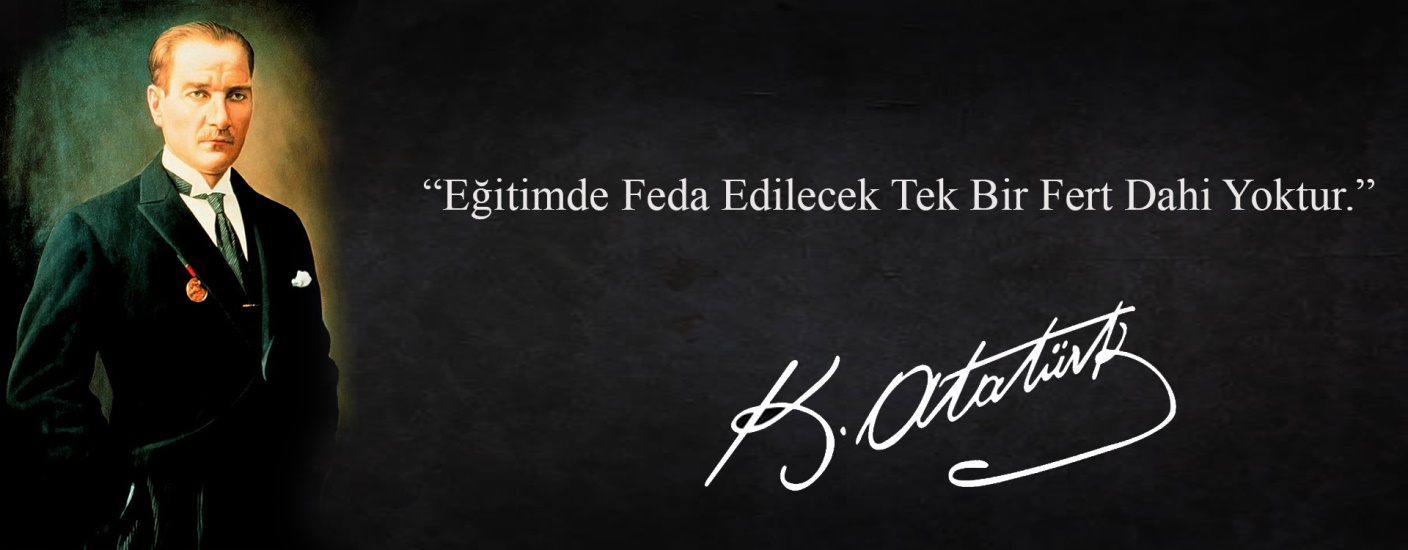 “Eğitimde Feda Edilecek Tek Bir Fert Dahi Yoktur.”
K. Atatürk